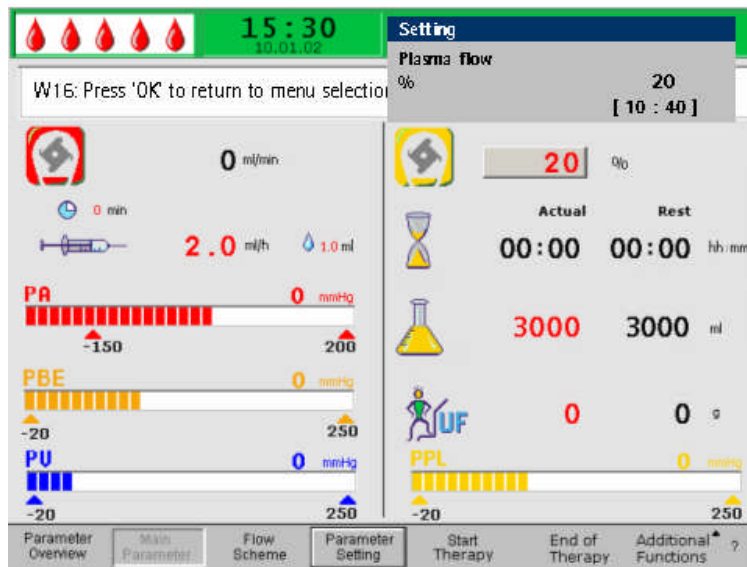 15:30
10.01.02
Setting
Plasma flow
% 20
[ 10 : 40 ]
W16: Press 'OK' to return to menu selection
0 ml/min
0 min
2.0 ml/h 1.0 ml
PA 0 mmHg
-150 200
PBE 0 mmHg
-20 250
PV 0 mmHg
-20 250
20 %
Actual Rest
00:00 00:00 hh:mm
3000 3000 ml
UF 0 0 g
PPL 0 mmHg
-20 250
Parameter Overview
Main Parameter
Flow Scheme
Parameter Setting
Start Therapy
End of Therapy
Additional Functions
?